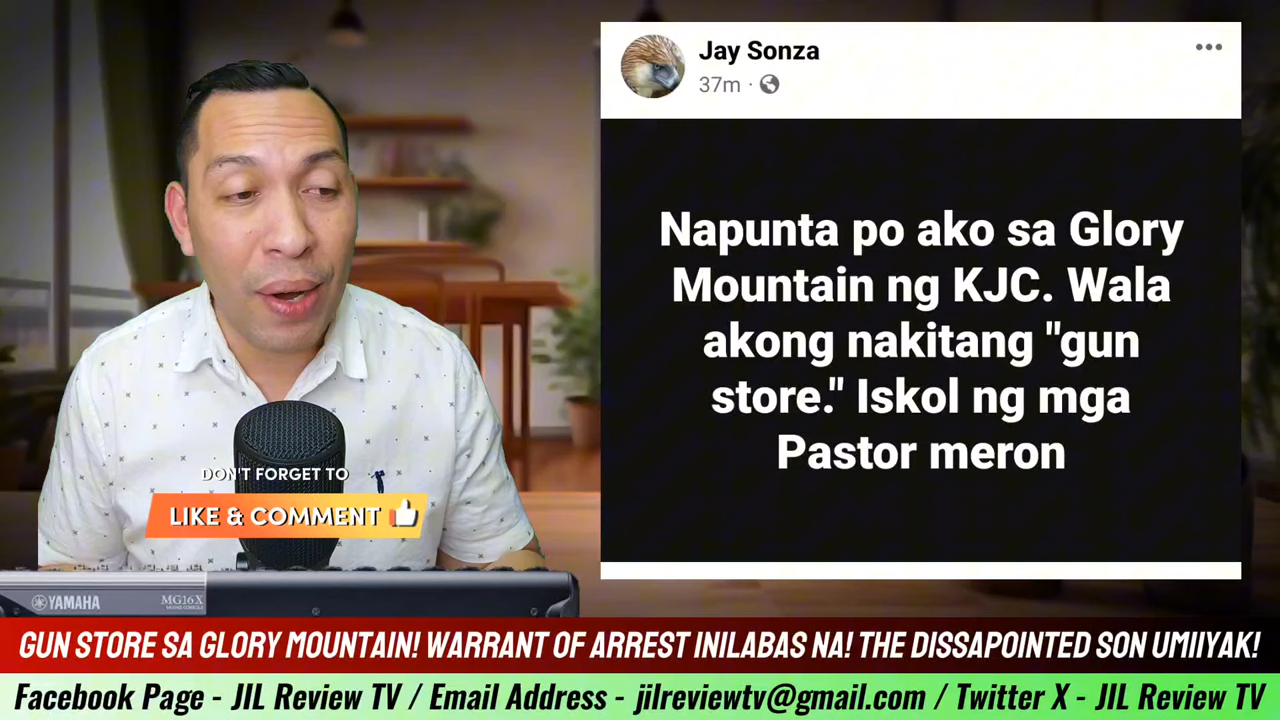 Jay Sonza
37m ·
Napunta po ako sa Glory
Mountain ng KJC. Wala
akong nakitang "gun
store." Iskol ng mga
Pastor meron
DON'T FORGET TO
LIKE & COMMENT
YAMAHA
MG16X
GUN STORE SA GLORY MOUNTAIN! WARRANT OF ARREST INILABAS NA! THE DISSAPOINTED SON UMIIYAK!
Facebook Page - JIL Review TV / Email Address - jilreviewtv@gmail.com / Twitter X - JIL Review TV